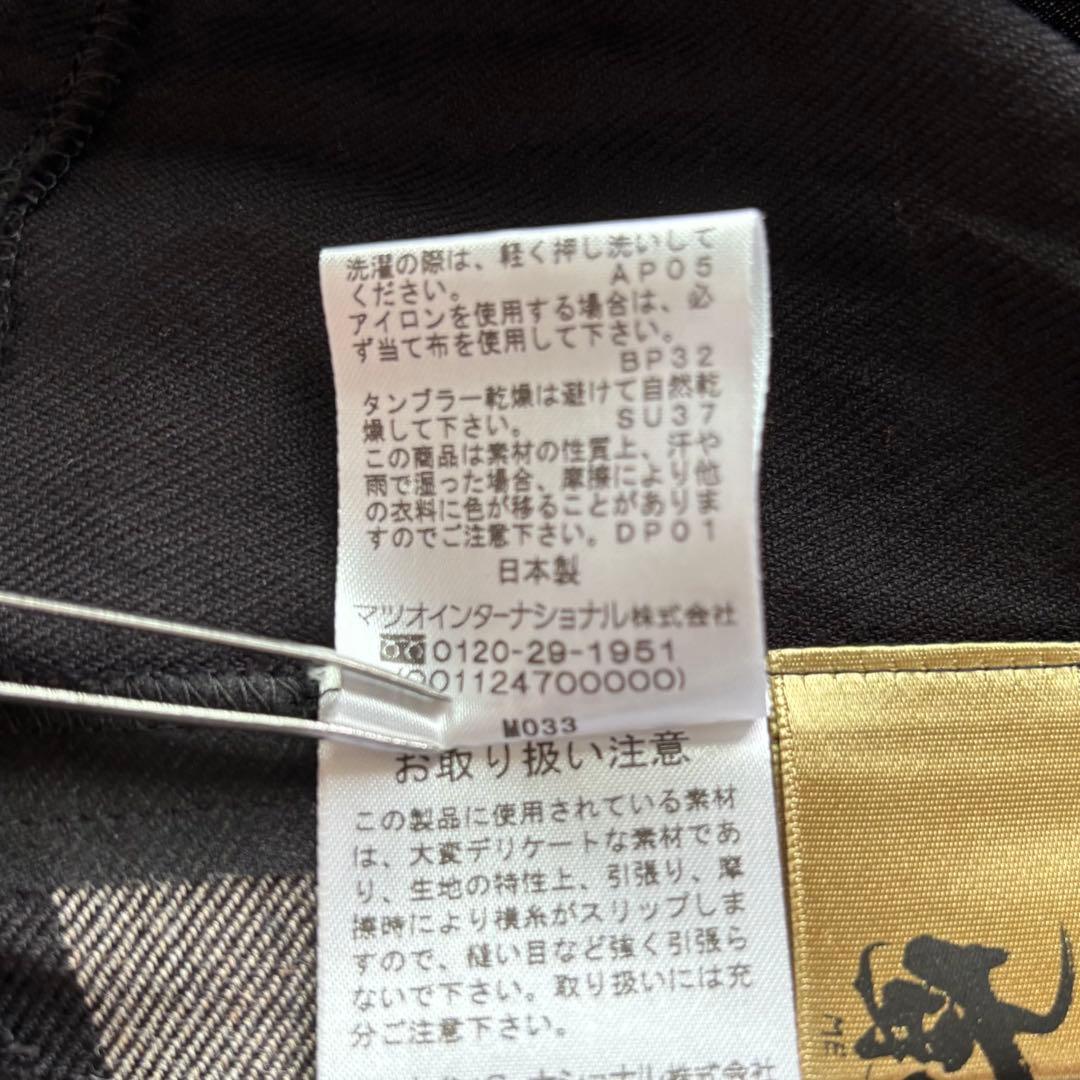 洗濯の際は、軽く押し洗いして
ください。 AP05
アイロンを使用する場合は、必
ず当て布を使用して下さい。
BP32
タンブラー乾燥は避けて自然乾
燥して下さい。 SU37
この商品は素材の性質上、汗や
雨で湿った場合、摩擦により他
の衣料に色が移ることがありま
すのでご注意下さい。DP01
日本製
マツオインターナショナル株式会社
0120-29-1951
(001124700000)
M033
お取り扱い注意
この製品に使用されている素材
は、大変デリケートな素材であ
り、生地の特性上、引張り、摩
擦時により横糸がスリップしま
すので、縫い目など強く引張ら
ないで下さい。取り扱いには充
分ご注意下さい。
ナショナル株式会社
ME